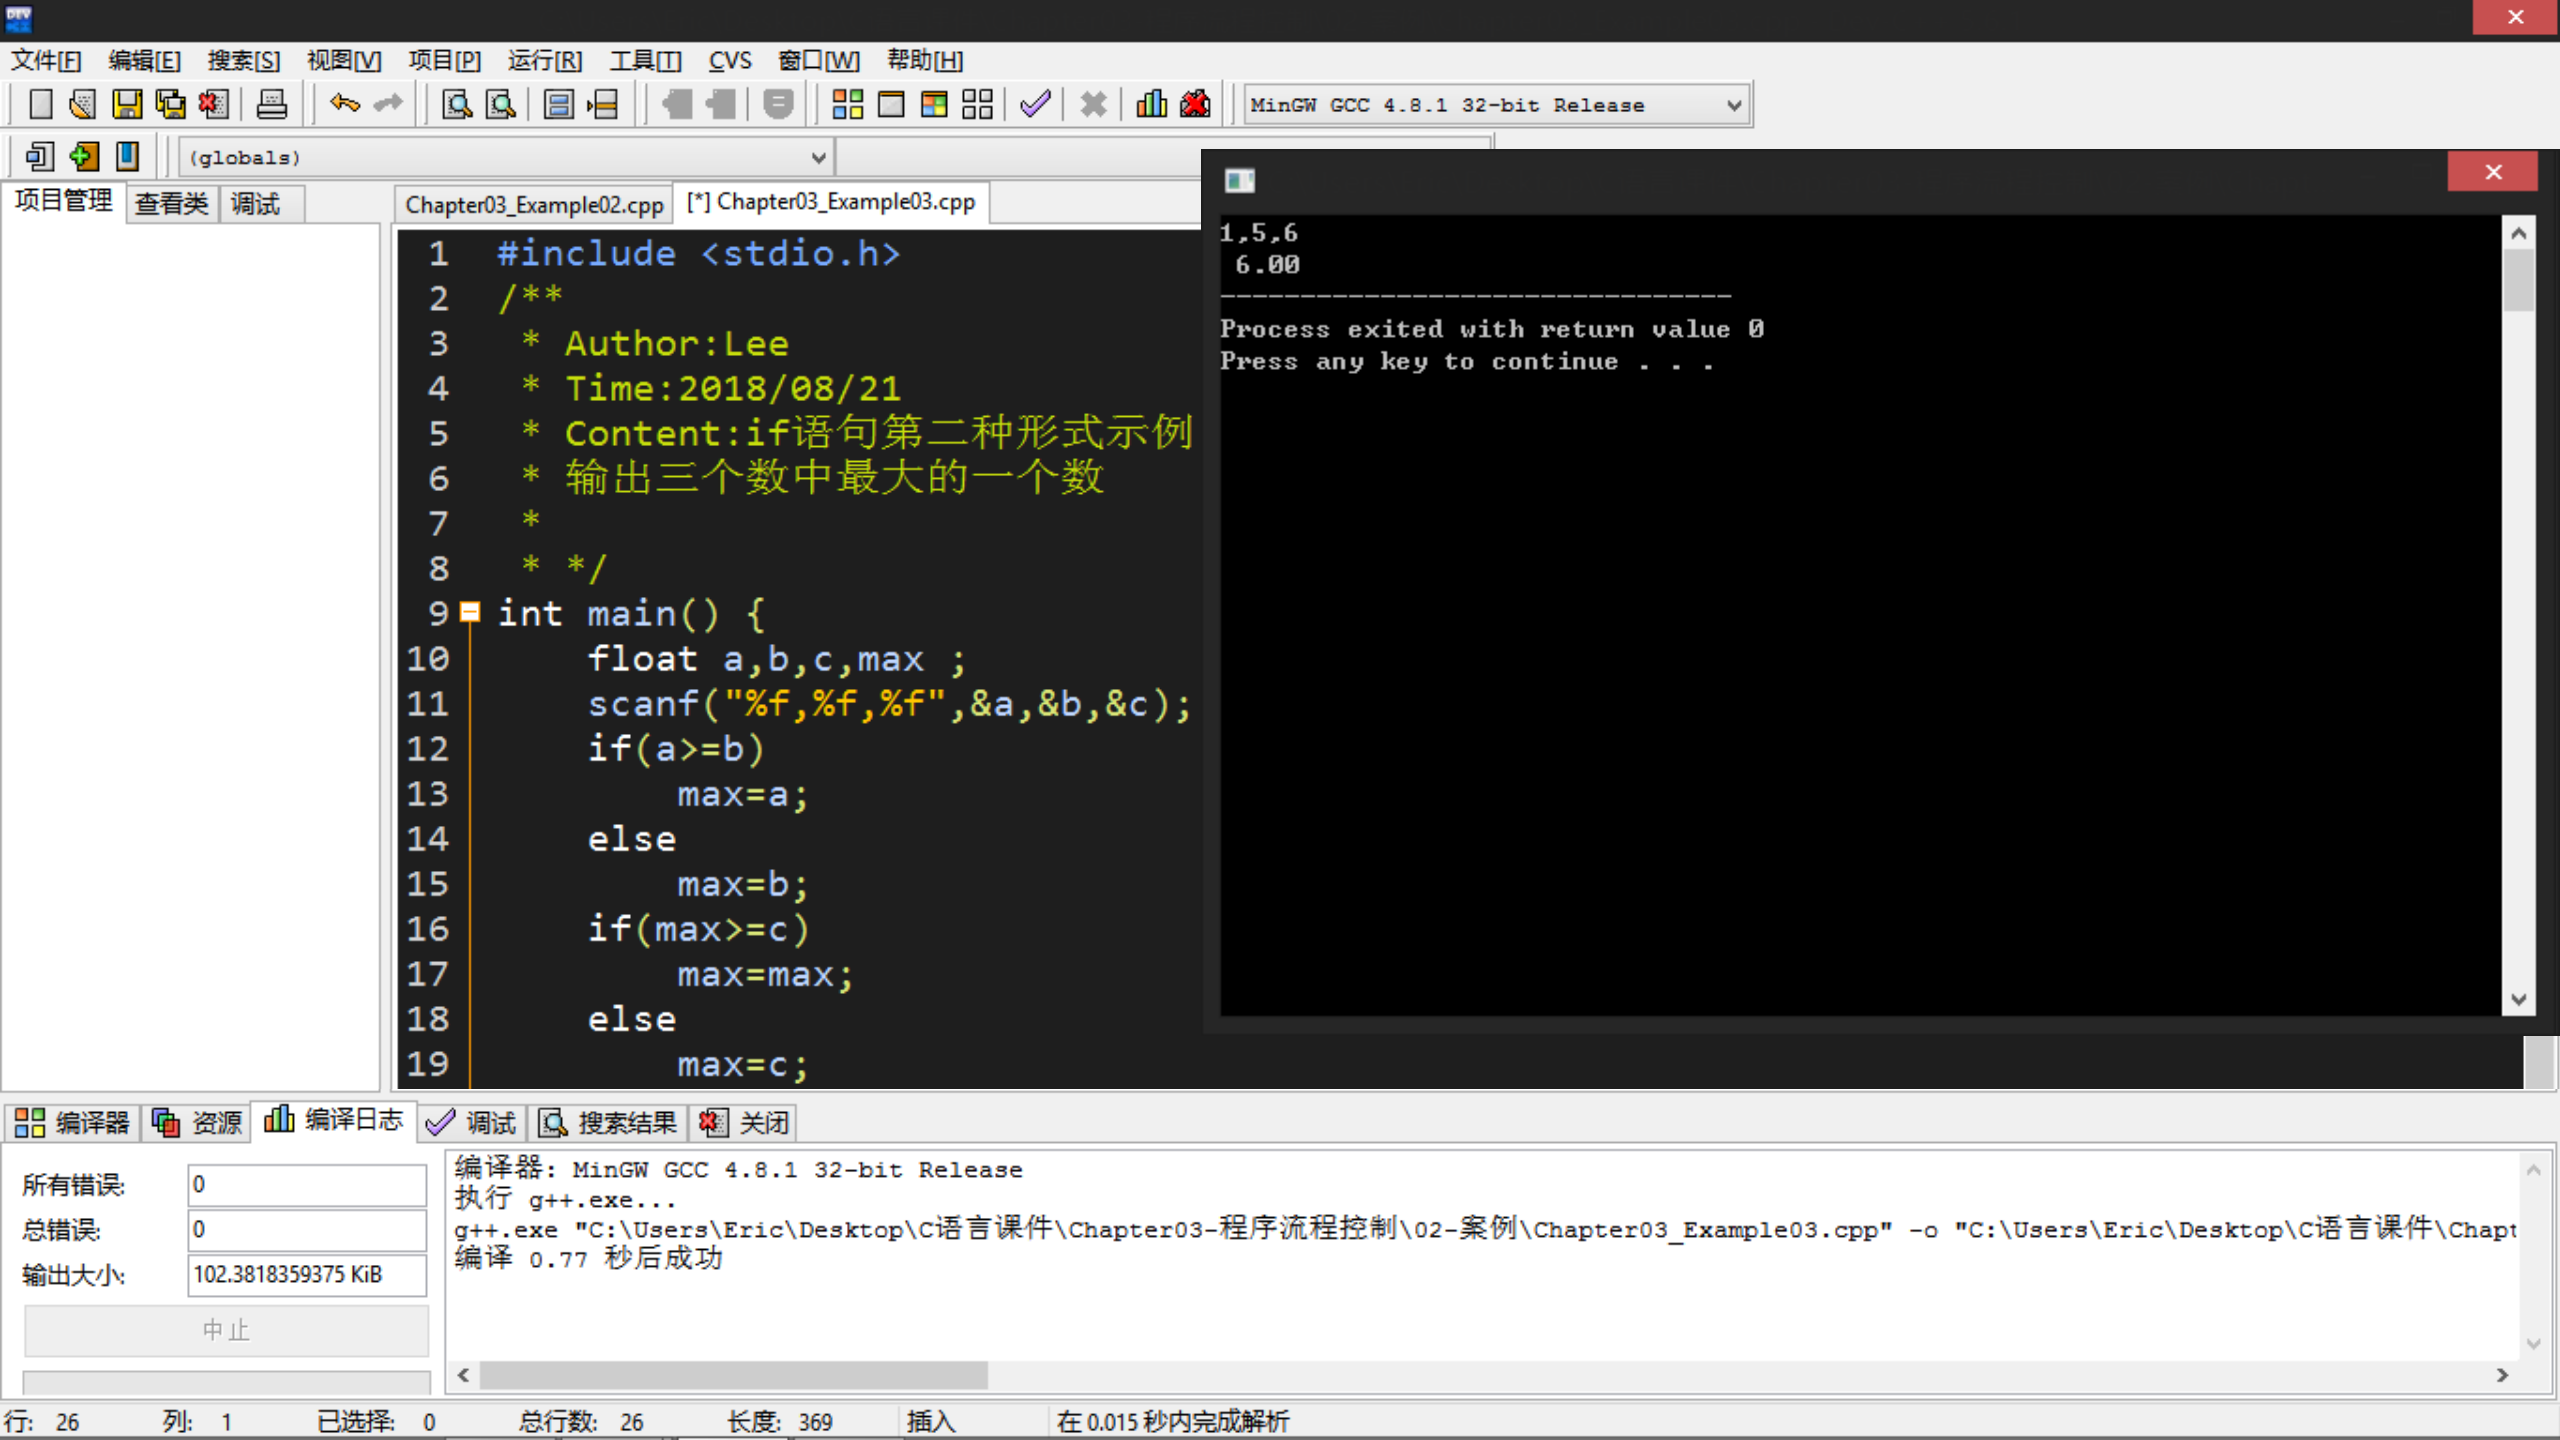 DEV
文件[F] 编辑[E] 搜索[S] 视图[V] 项目[P] 运行[R] 工具[T] CVS 窗口[W] 帮助[H]
MinGW GCC 4.8.1 32-bit Release
(globals)
项目管理 查看类 调试
Chapter03_Example02.cpp [*] Chapter03_Example03.cpp
1 #include <stdio.h>
2 /**
3 * Author:Lee
4 * Time:2018/08/21
5 * Content:if语句第二种形式示例
6 * 输出三个数中最大的一个数
7 *
8 * */
9 int main() {
10 float a,b,c,max ;
11 scanf("%f,%f,%f",&a,&b,&c);
12 if(a>=b)
13 max=a;
14 else
15 max=b;
16 if(max>=c)
17 max=max;
18 else
19 max=c;
1,5,6
6.00
--------------------------------
Process exited with return value 0
Press any key to continue . . .
编译器 资源 编译日志 调试 搜索结果 关闭
所有错误: 0
总错误: 0
输出大小: 102.3818359375 KiB
中止
编译器: MinGW GCC 4.8.1 32-bit Release
执行 g++.exe...
g++.exe "C:\Users\Eric\Desktop\C语言课件\Chapter03-程序流程控制\02-案例\Chapter03_Example03.cpp" -o "C:\Users\Eric\Desktop\C语言课件\Chapt
编译 0.77 秒后成功
行: 26 列: 1 已选择: 0 总行数: 26 长度: 369 插入 在 0.015 秒内完成解析